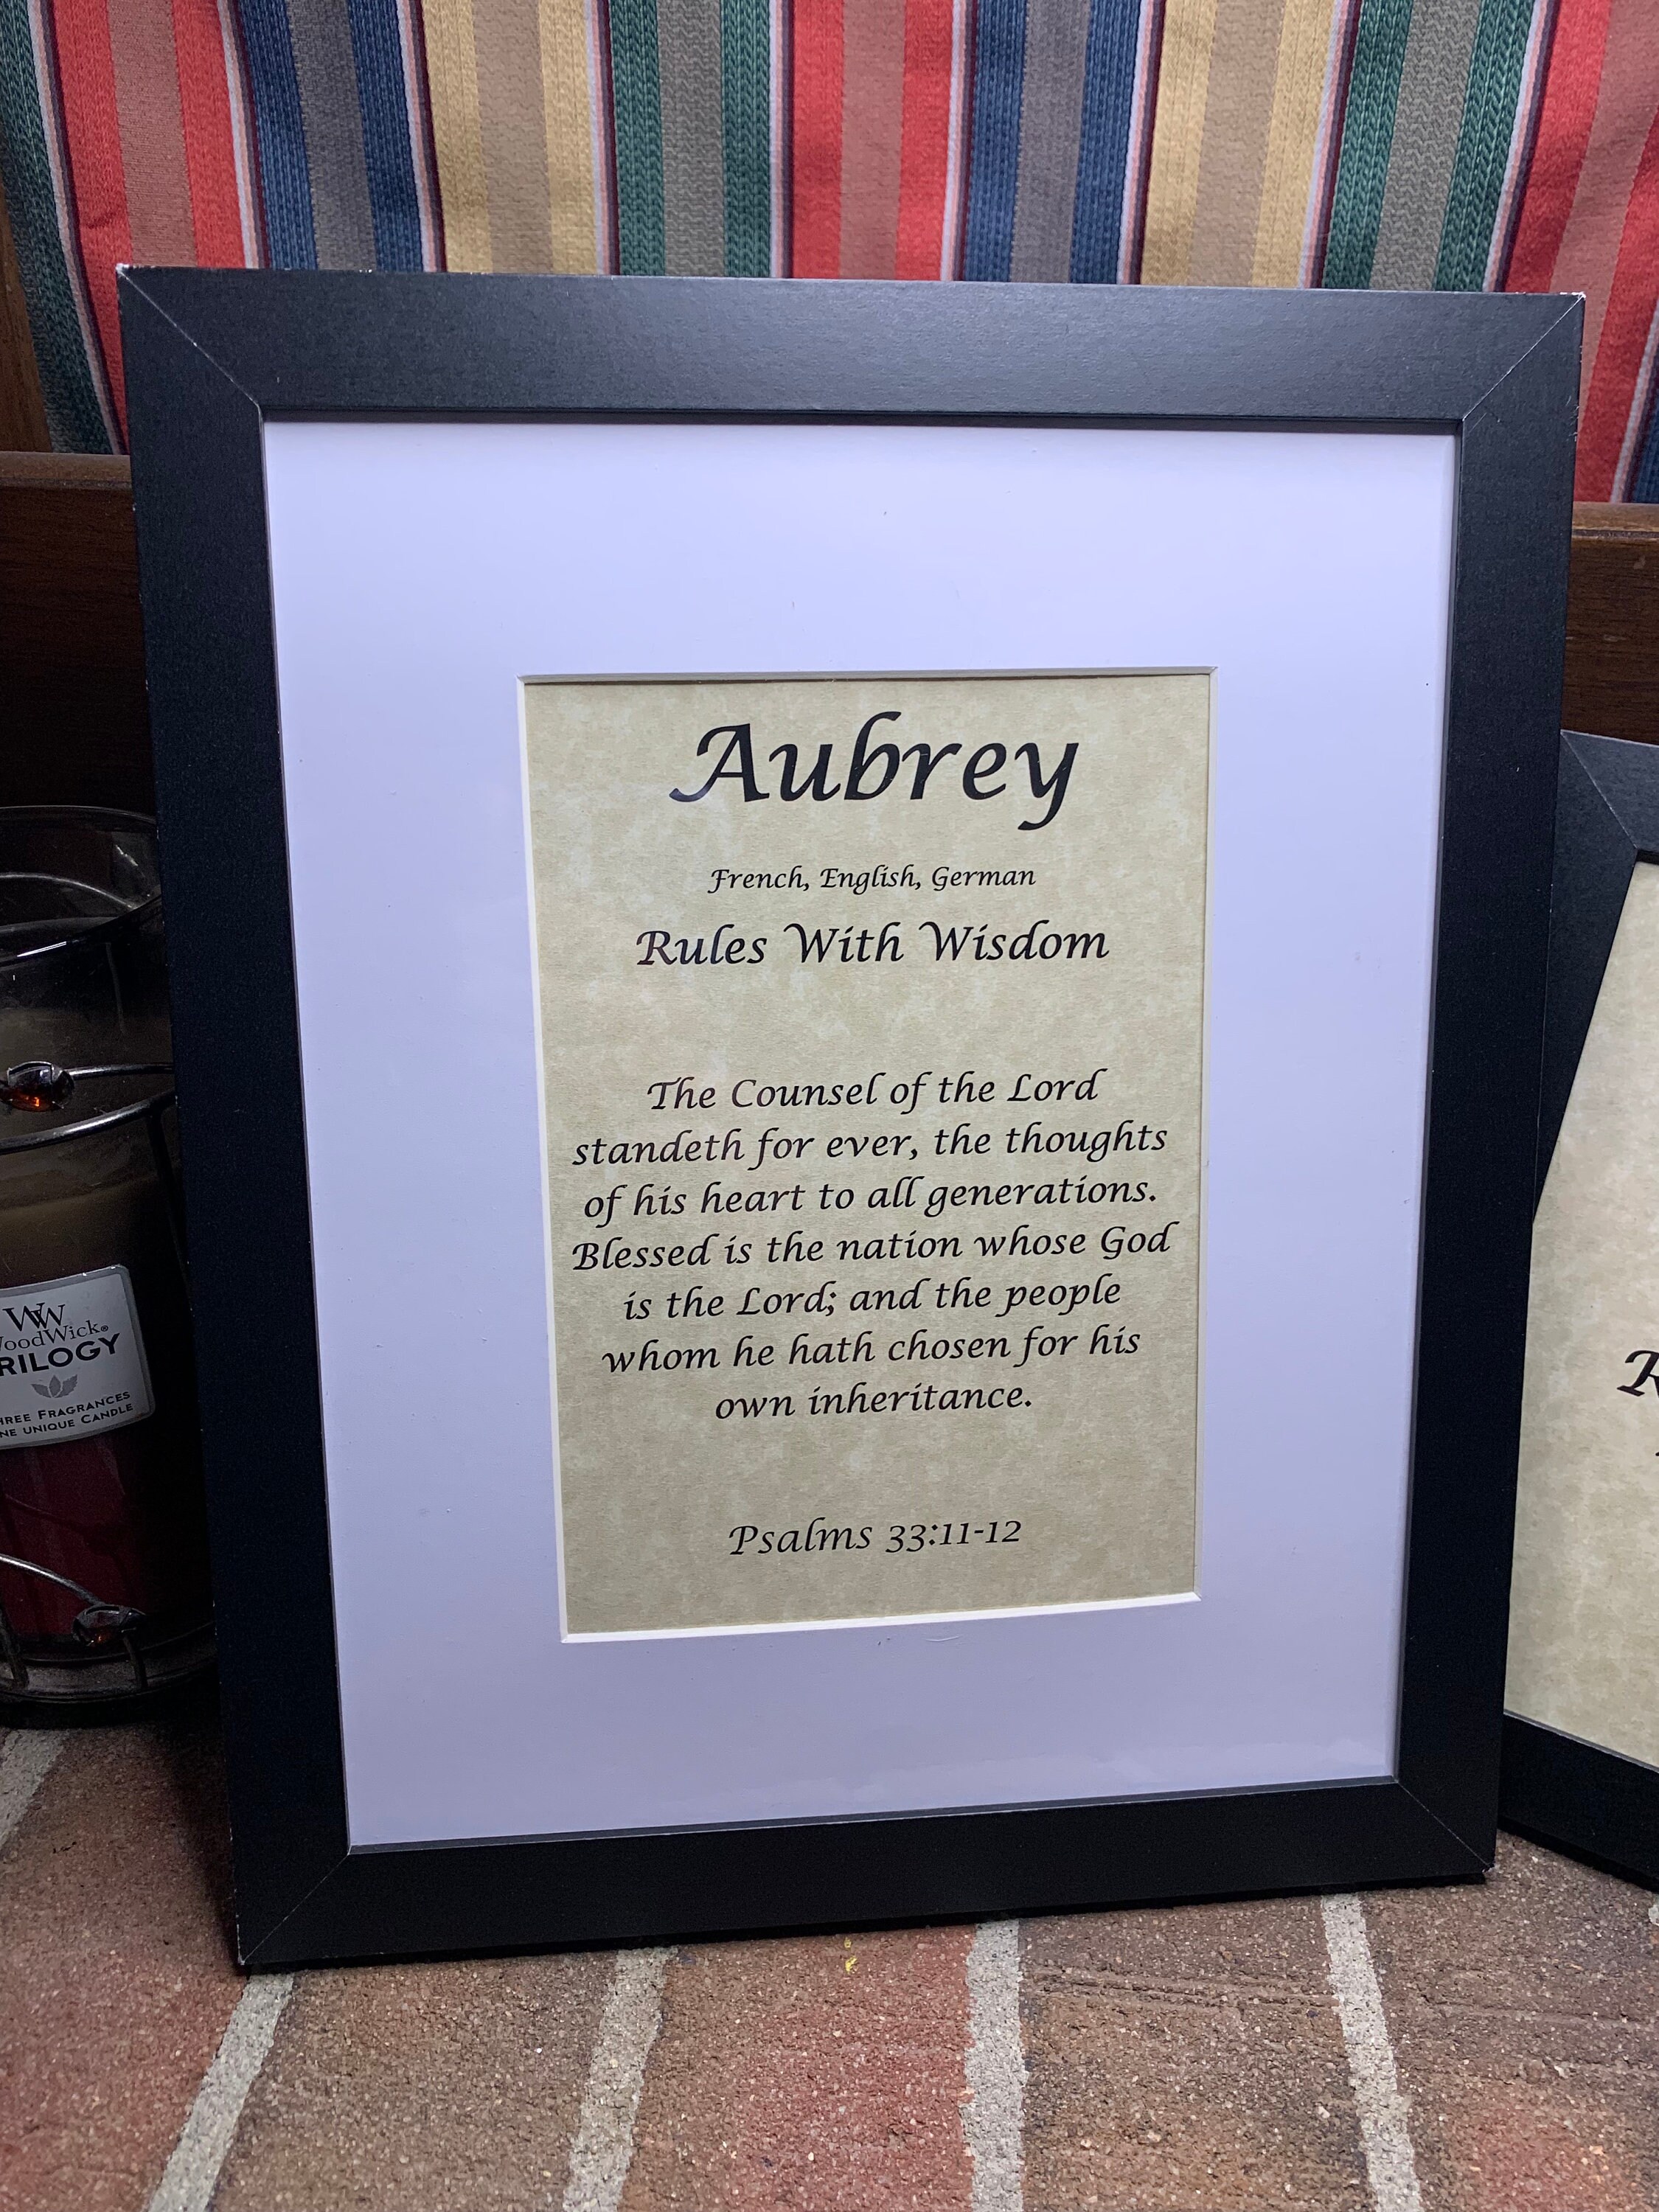 Aubrey
French, English, German
Rules With Wisdom
The Counsel of the Lord
standeth for ever, the thoughts
of his heart to all generations.
Blessed is the nation whose God
is the Lord; and the people
whom he hath chosen for his
own inheritance.
Psalms 33:11-12
WW
WoodWick®
RILOGY
HREE FRAGRANCES
NE UNIQUE CANDLE
R